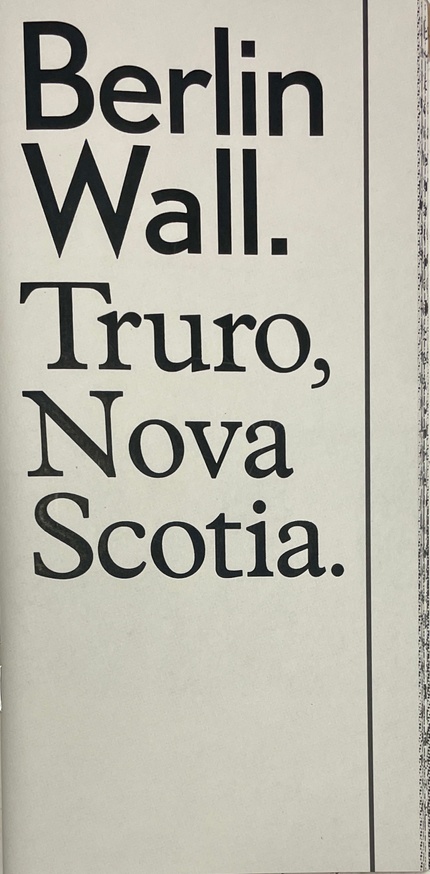 Berlin
Wall.
Truro,
Nova
Scotia.